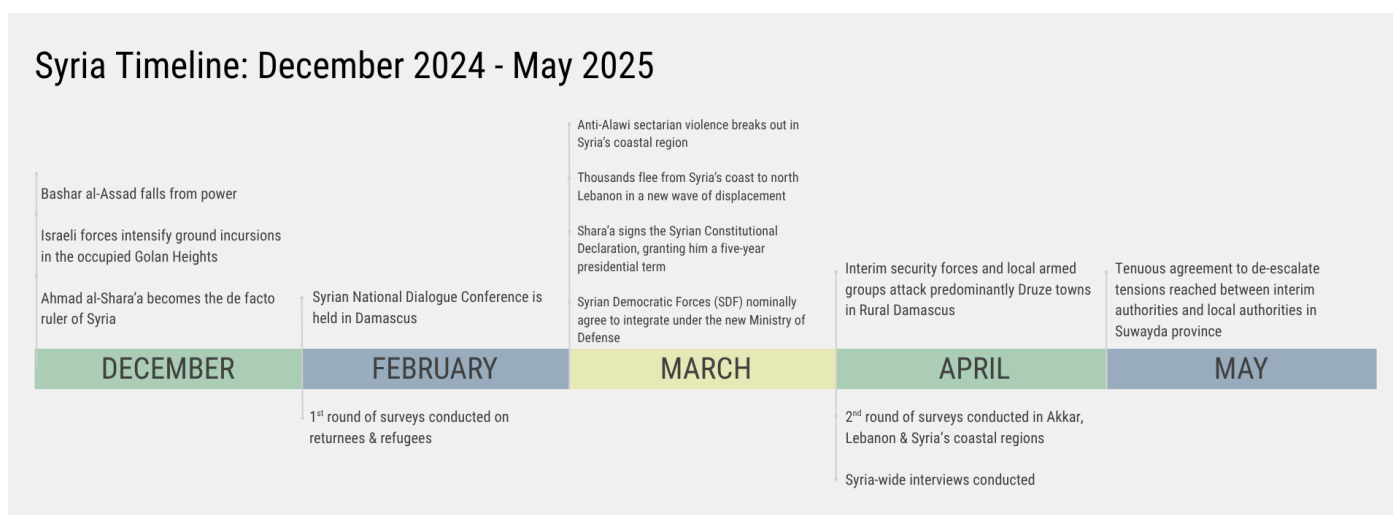 Syria Timeline: December 2024 - May 2025
Bashar al-Assad falls from power
Israeli forces intensify ground incursions
in the occupied Golan Heights
Ahmad al-Shara’a becomes the de facto
ruler of Syria
Syrian National Dialogue Conference is
held in Damascus
Anti-Alawi sectarian violence breaks out in
Syria’s coastal region
Thousands flee from Syria’s coast to north
Lebanon in a new wave of displacement
Shara’a signs the Syrian Constitutional
Declaration, granting him a five-year
presidential term
Syrian Democratic Forces (SDF) nominally
agree to integrate under the new Ministry of
Defense
Interim security forces and local armed
groups attack predominantly Druze towns
in Rural Damascus
Tenuous agreement to de-escalate
tensions reached between interim
authorities and local authorities in
Suwayda province
DECEMBER
FEBRUARY
MARCH
APRIL
MAY
1st round of surveys conducted on
returnees & refugees
2nd round of surveys conducted in Akkar,
Lebanon & Syria’s coastal regions
Syria-wide interviews conducted